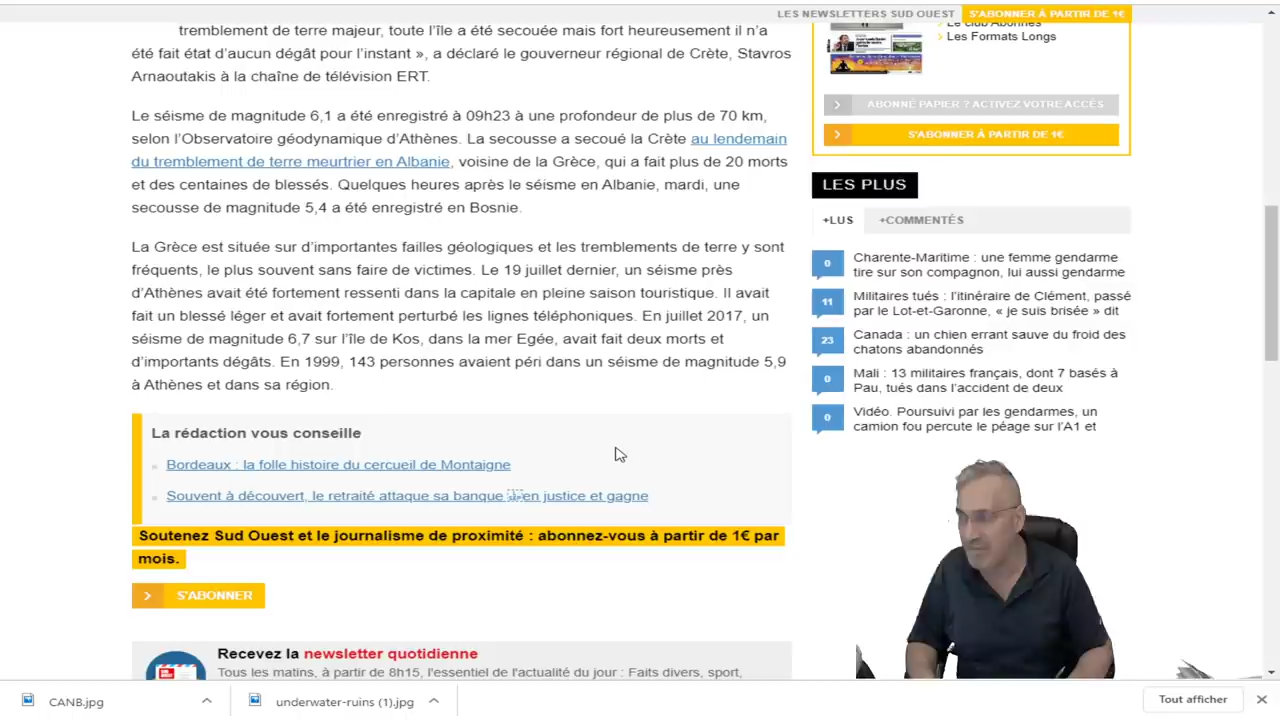 LES NEWSLETTERS SUD OUEST
S'ABONNER À PARTIR DE 1€
tremblement de terre majeur, toute l'île a été secouée mais fort heureusement il n'a
été fait état d'aucun dégât pour l'instant », a déclaré le gouverneur régional de Crète, Stavros
Arnaoutakis à la chaîne de télévision ERT.
Le séisme de magnitude 6,1 a été enregistré à 09h23 à une profondeur de plus de 70 km,
selon l'Observatoire géodynamique d'Athènes. La secousse a secoué la Crète au lendemain
du tremblement de terre meurtrier en Albanie, voisine de la Grèce, qui a fait plus de 20 morts
et des centaines de blessés. Quelques heures après le séisme en Albanie, mardi, une
secousse de magnitude 5,4 a été enregistré en Bosnie.
La Grèce est située sur d'importantes failles géologiques et les tremblements de terre y sont
fréquents, le plus souvent sans faire de victimes. Le 19 juillet dernier, un séisme près
d'Athènes avait été fortement ressenti dans la capitale en pleine saison touristique. Il avait
fait un blessé léger et avait fortement perturbé les lignes téléphoniques. En juillet 2017, un
séisme de magnitude 6,7 sur l'île de Kos, dans la mer Egée, avait fait deux morts et
d'importants dégâts. En 1999, 143 personnes avaient péri dans un séisme de magnitude 5,9
à Athènes et dans sa région.
La rédaction vous conseille
Bordeaux : la folle histoire du cercueil de Montaigne
Souvent à découvert, le retraité attaque sa banque en justice et gagne
Soutenez Sud Ouest et le journalisme de proximité : abonnez-vous à partir de 1€ par
mois.
S'ABONNER
Recevez la newsletter quotidienne
Tous les matins, à partir de 8h15, l'essentiel de l'actualité du jour : Faits divers, sport,
Le club Abonnés
Les Formats Longs
ABONNÉ PAPIER ? ACTIVEZ VOTRE ACCÈS
S'ABONNER À PARTIR DE 1€
LES PLUS
+LUS
+COMMENTÉS
0
Charente-Maritime : une femme gendarme
tire sur son compagnon, lui aussi gendarme
11
Militaires tués : l'itinéraire de Clément, passé
par le Lot-et-Garonne, « je suis brisée » dit
23
Canada : un chien errant sauve du froid des
chatons abandonnés
0
Mali : 13 militaires français, dont 7 basés à
Pau, tués dans l'accident de deux
0
Vidéo. Poursuivi par les gendarmes, un
camion fou percute le péage sur l'A1 et
CANB.jpg
underwater-ruins (1).jpg
Tout afficher